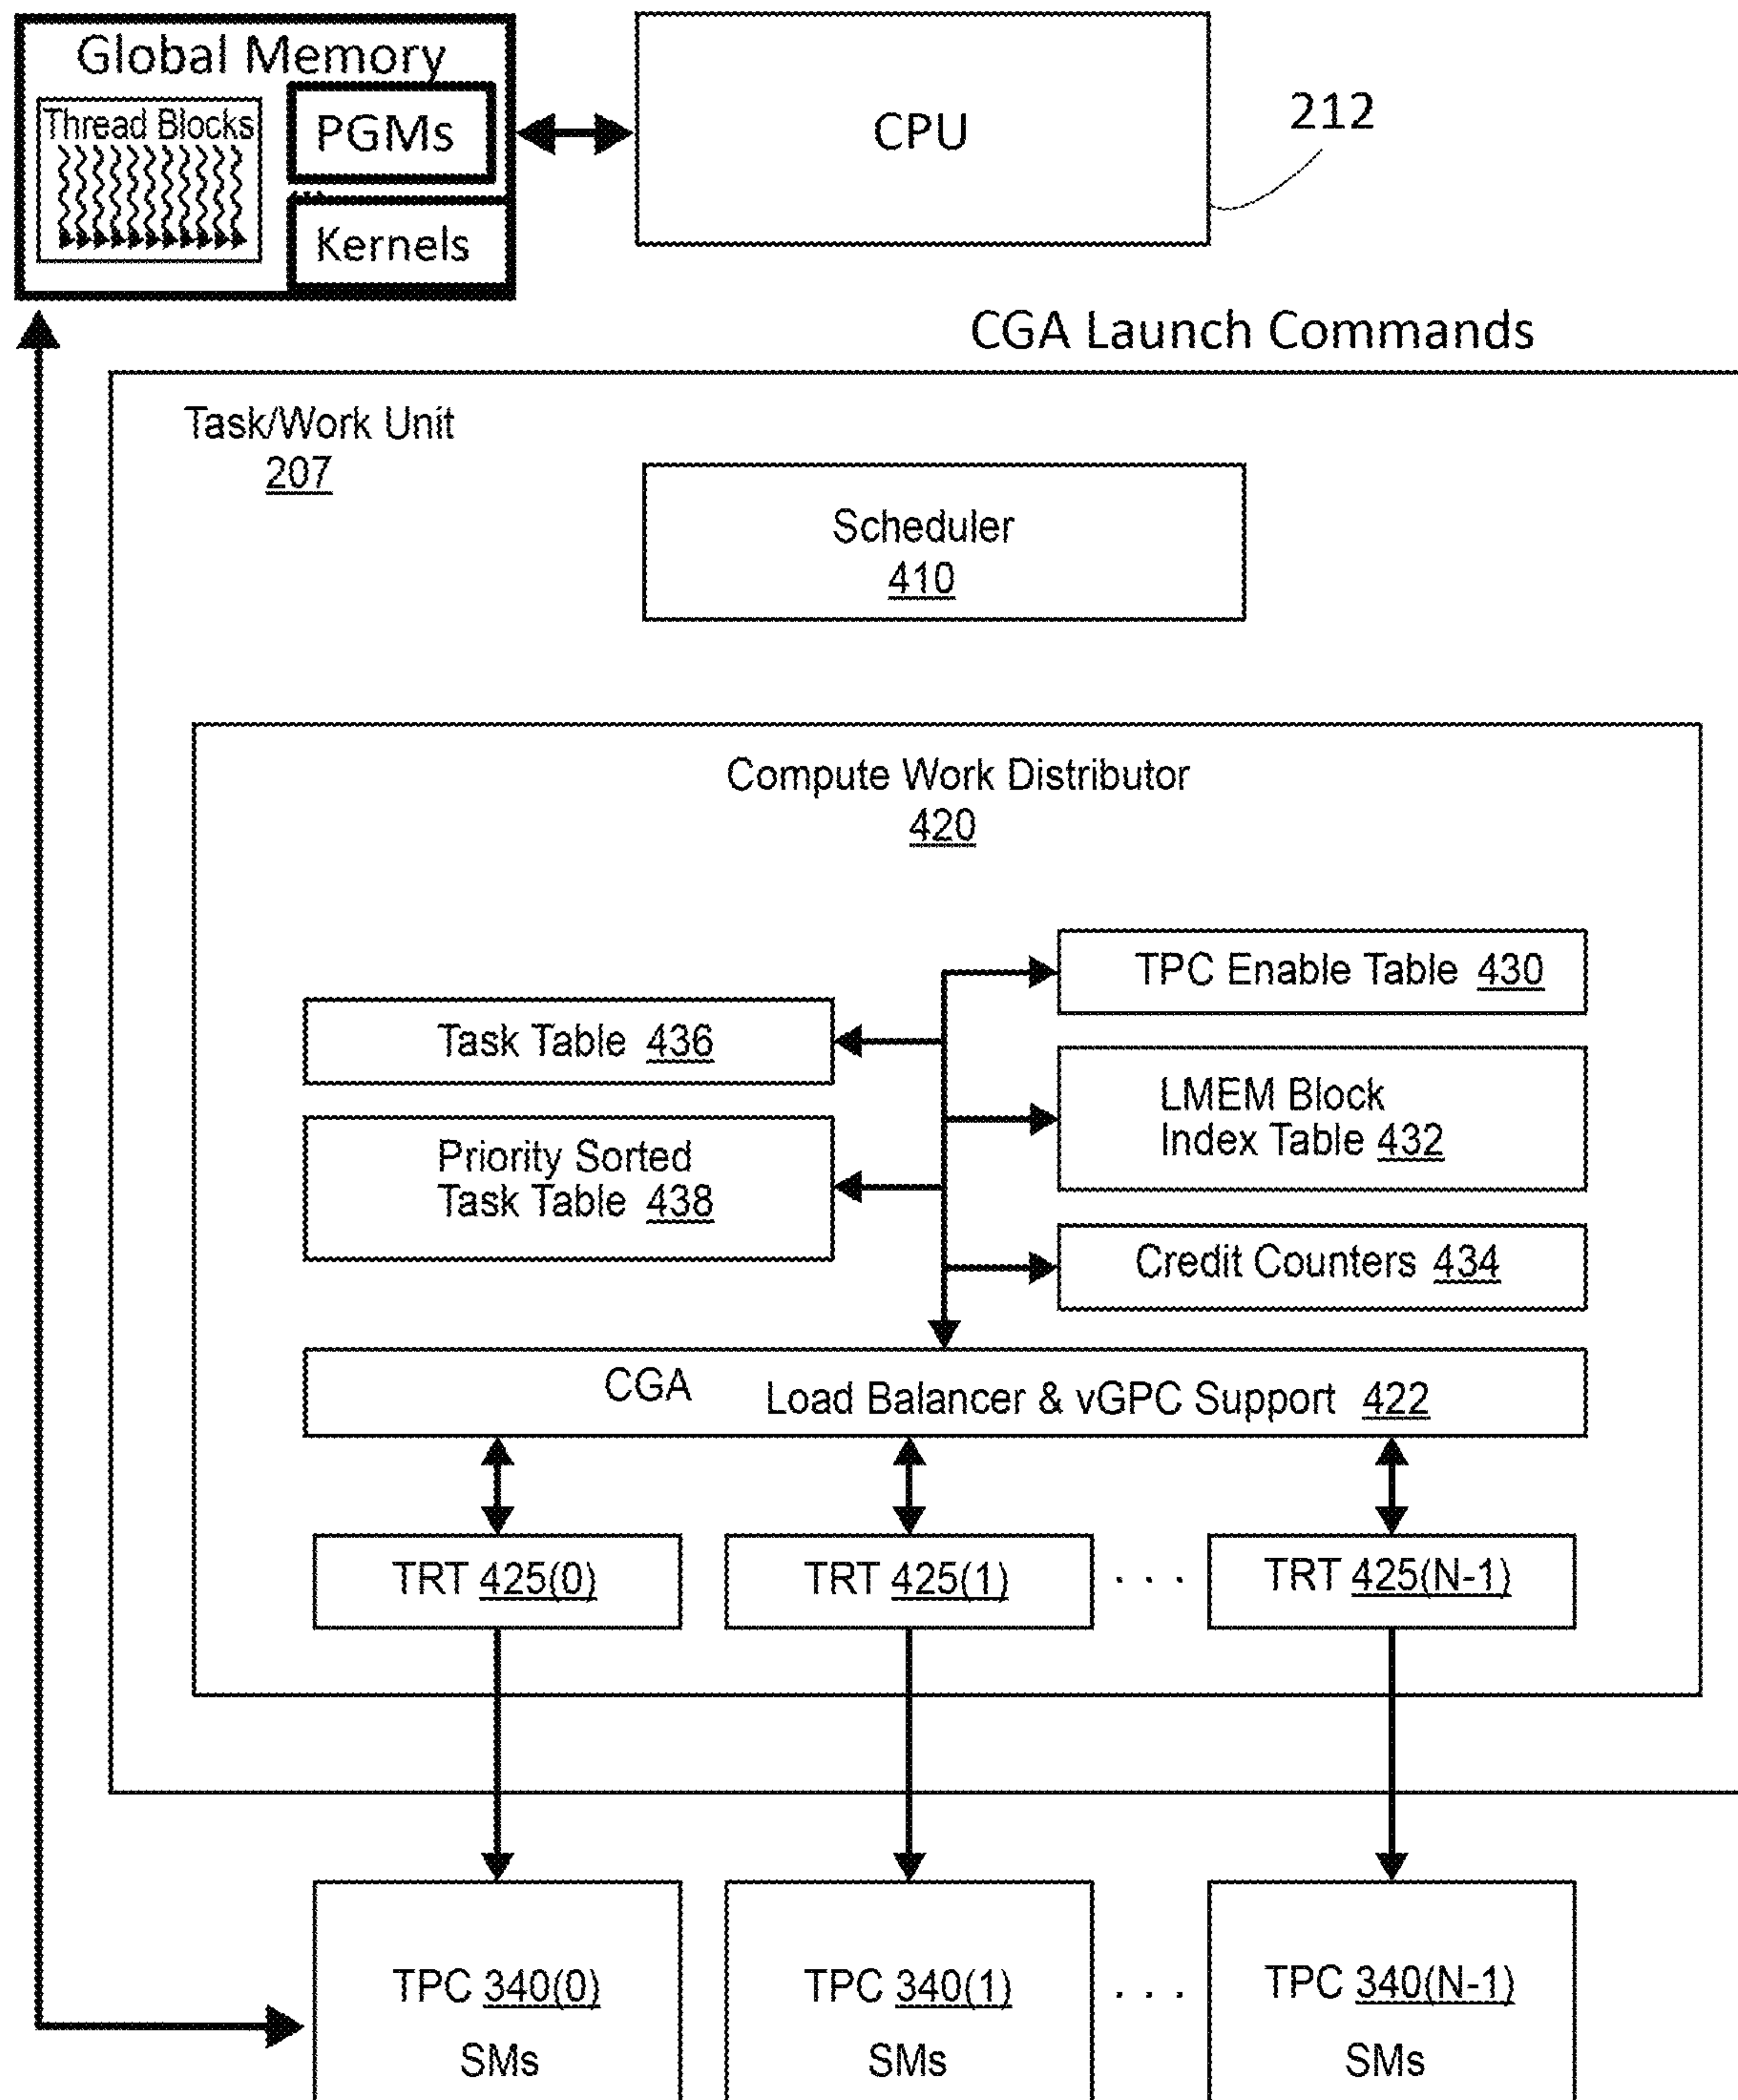 Global Memory
Thread Blocks
PGMs
Kernels
CPU
212
CGA Launch Commands
Task/Work Unit
207
Scheduler
410
Compute Work Distributor
420
TPC Enable Table 430
Task Table 436
LMEM Block
Index Table 432
Priority Sorted
Task Table 438
Credit Counters 434
CGA Load Balancer & vGPC Support 422
TRT 425(0)
TRT 425(1)
. . .
TRT 425(N-1)
TPC 340(0)
SMs
TPC 340(1)
SMs
. . .
TPC 340(N-1)
SMs